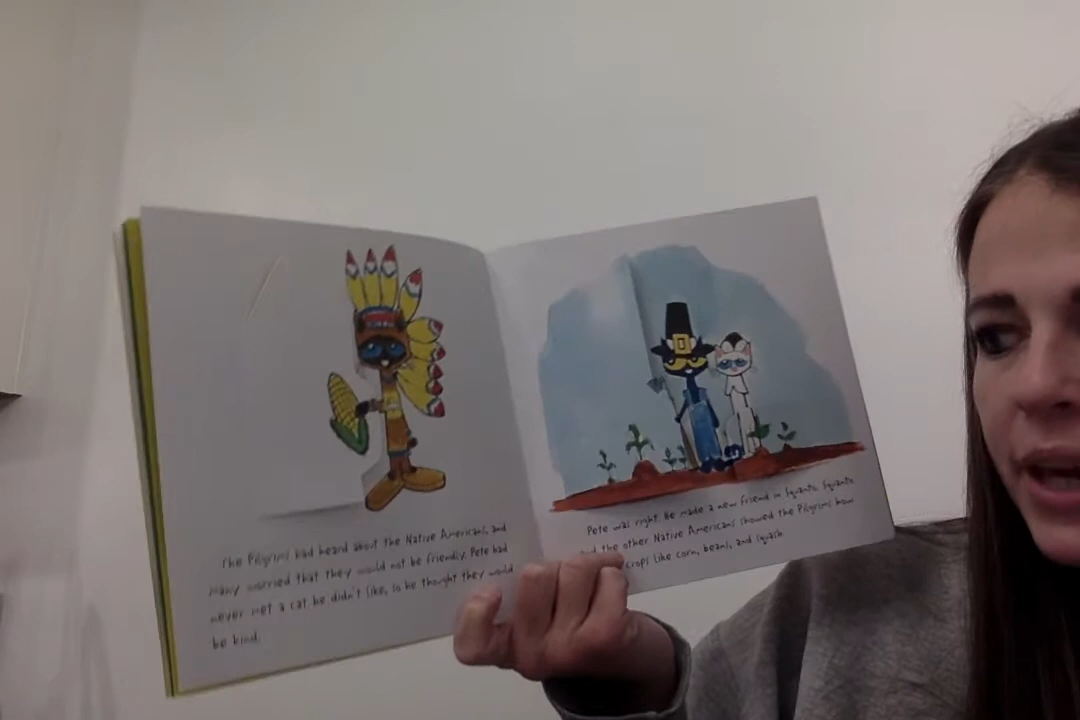 The Pilgrims had heard about the Native Americans, and
many worried that they would not be friendly. Pete had
never met a cat he didn't like, so he thought they would
be kind.
Pete was right. He made a new friend in Squanto. Squanto
and the other Native Americans showed the Pilgrims how
crops like corn, beans, and squash.